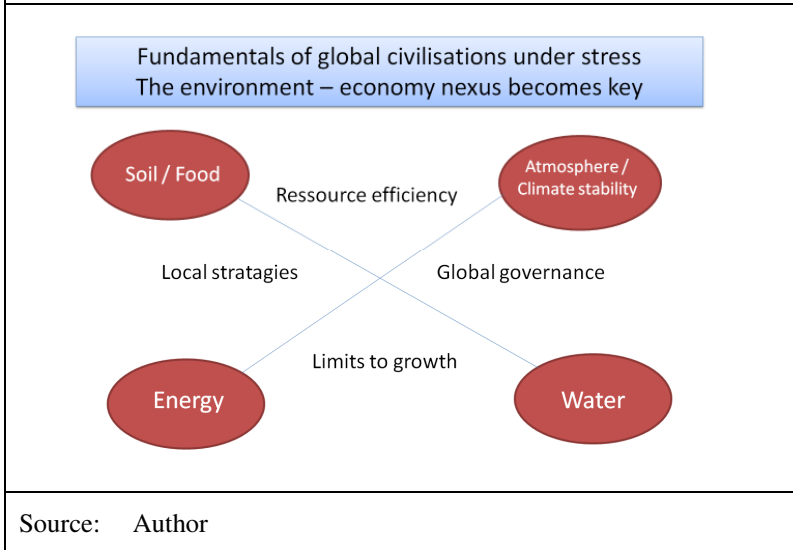 Fundamentals of global civilisations under stress
The environment – economy nexus becomes key
Soil / Food
Atmosphere /
Climate stability
Ressource efficiency
Local stratagies
Global governance
Limits to growth
Energy
Water
Source: Author